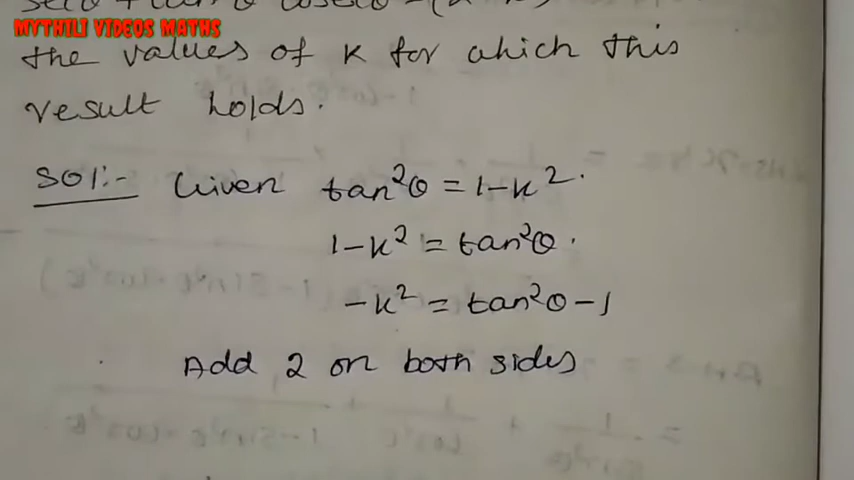 MYTHILI VIDEOS MATHS
the values of K for which this
result holds.
Sol:- Given tan²θ = 1-K².
1-K² = tan²θ.
-K² = tan²θ-1
Add 2 on both sides